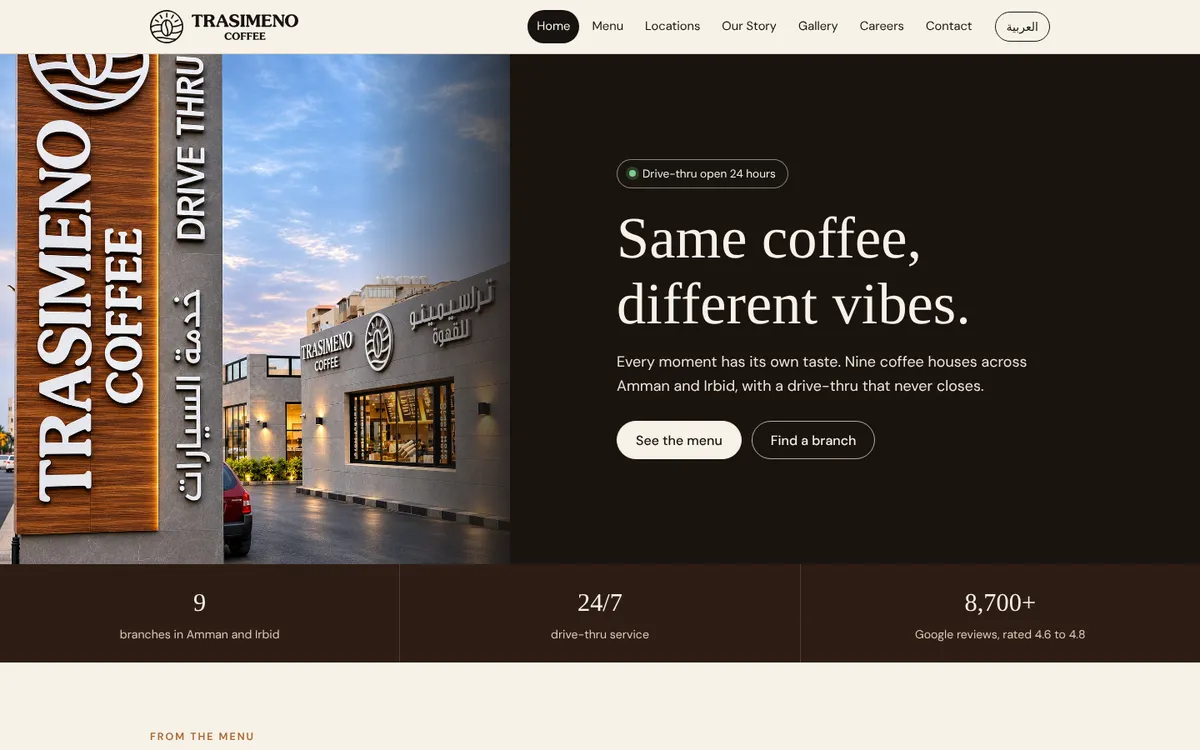 TRASIMENO
COFFEE
Home
Menu
Locations
Our Story
Gallery
Careers
Contact
العربية
TRASIMENO
COFFEE
DRIVE THRU
خدمة السيارات
TRASIMENO
COFFEE
تراسيمينو
للقهوة
Drive-thru open 24 hours
Same coffee,
different vibes.
Every moment has its own taste. Nine coffee houses across
Amman and Irbid, with a drive-thru that never closes.
See the menu
Find a branch
9
branches in Amman and Irbid
24/7
drive-thru service
8,700+
Google reviews, rated 4.6 to 4.8
FROM THE MENU